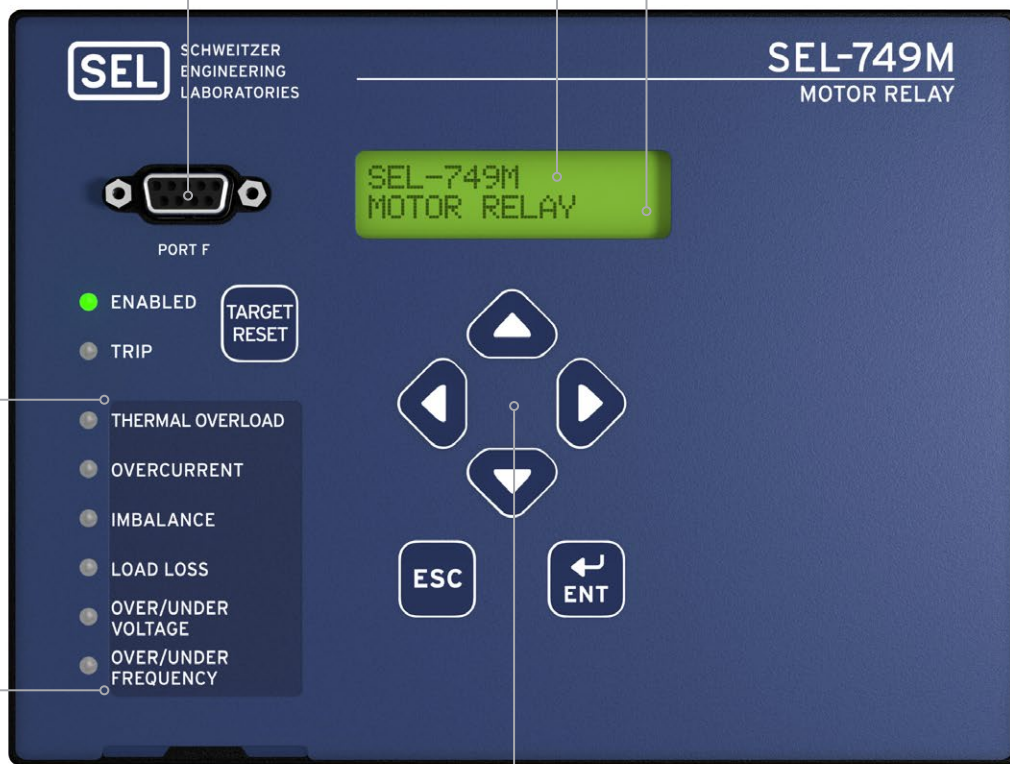 SEL
SCHWEITZER
ENGINEERING
LABORATORIES
SEL-749M
MOTOR RELAY
SEL-749M
MOTOR RELAY
PORT F
ENABLED
TARGET
RESET
TRIP
THERMAL OVERLOAD
OVERCURRENT
IMBALANCE
LOAD LOSS
OVER/UNDER
VOLTAGE
OVER/UNDER
FREQUENCY
ESC
ENT